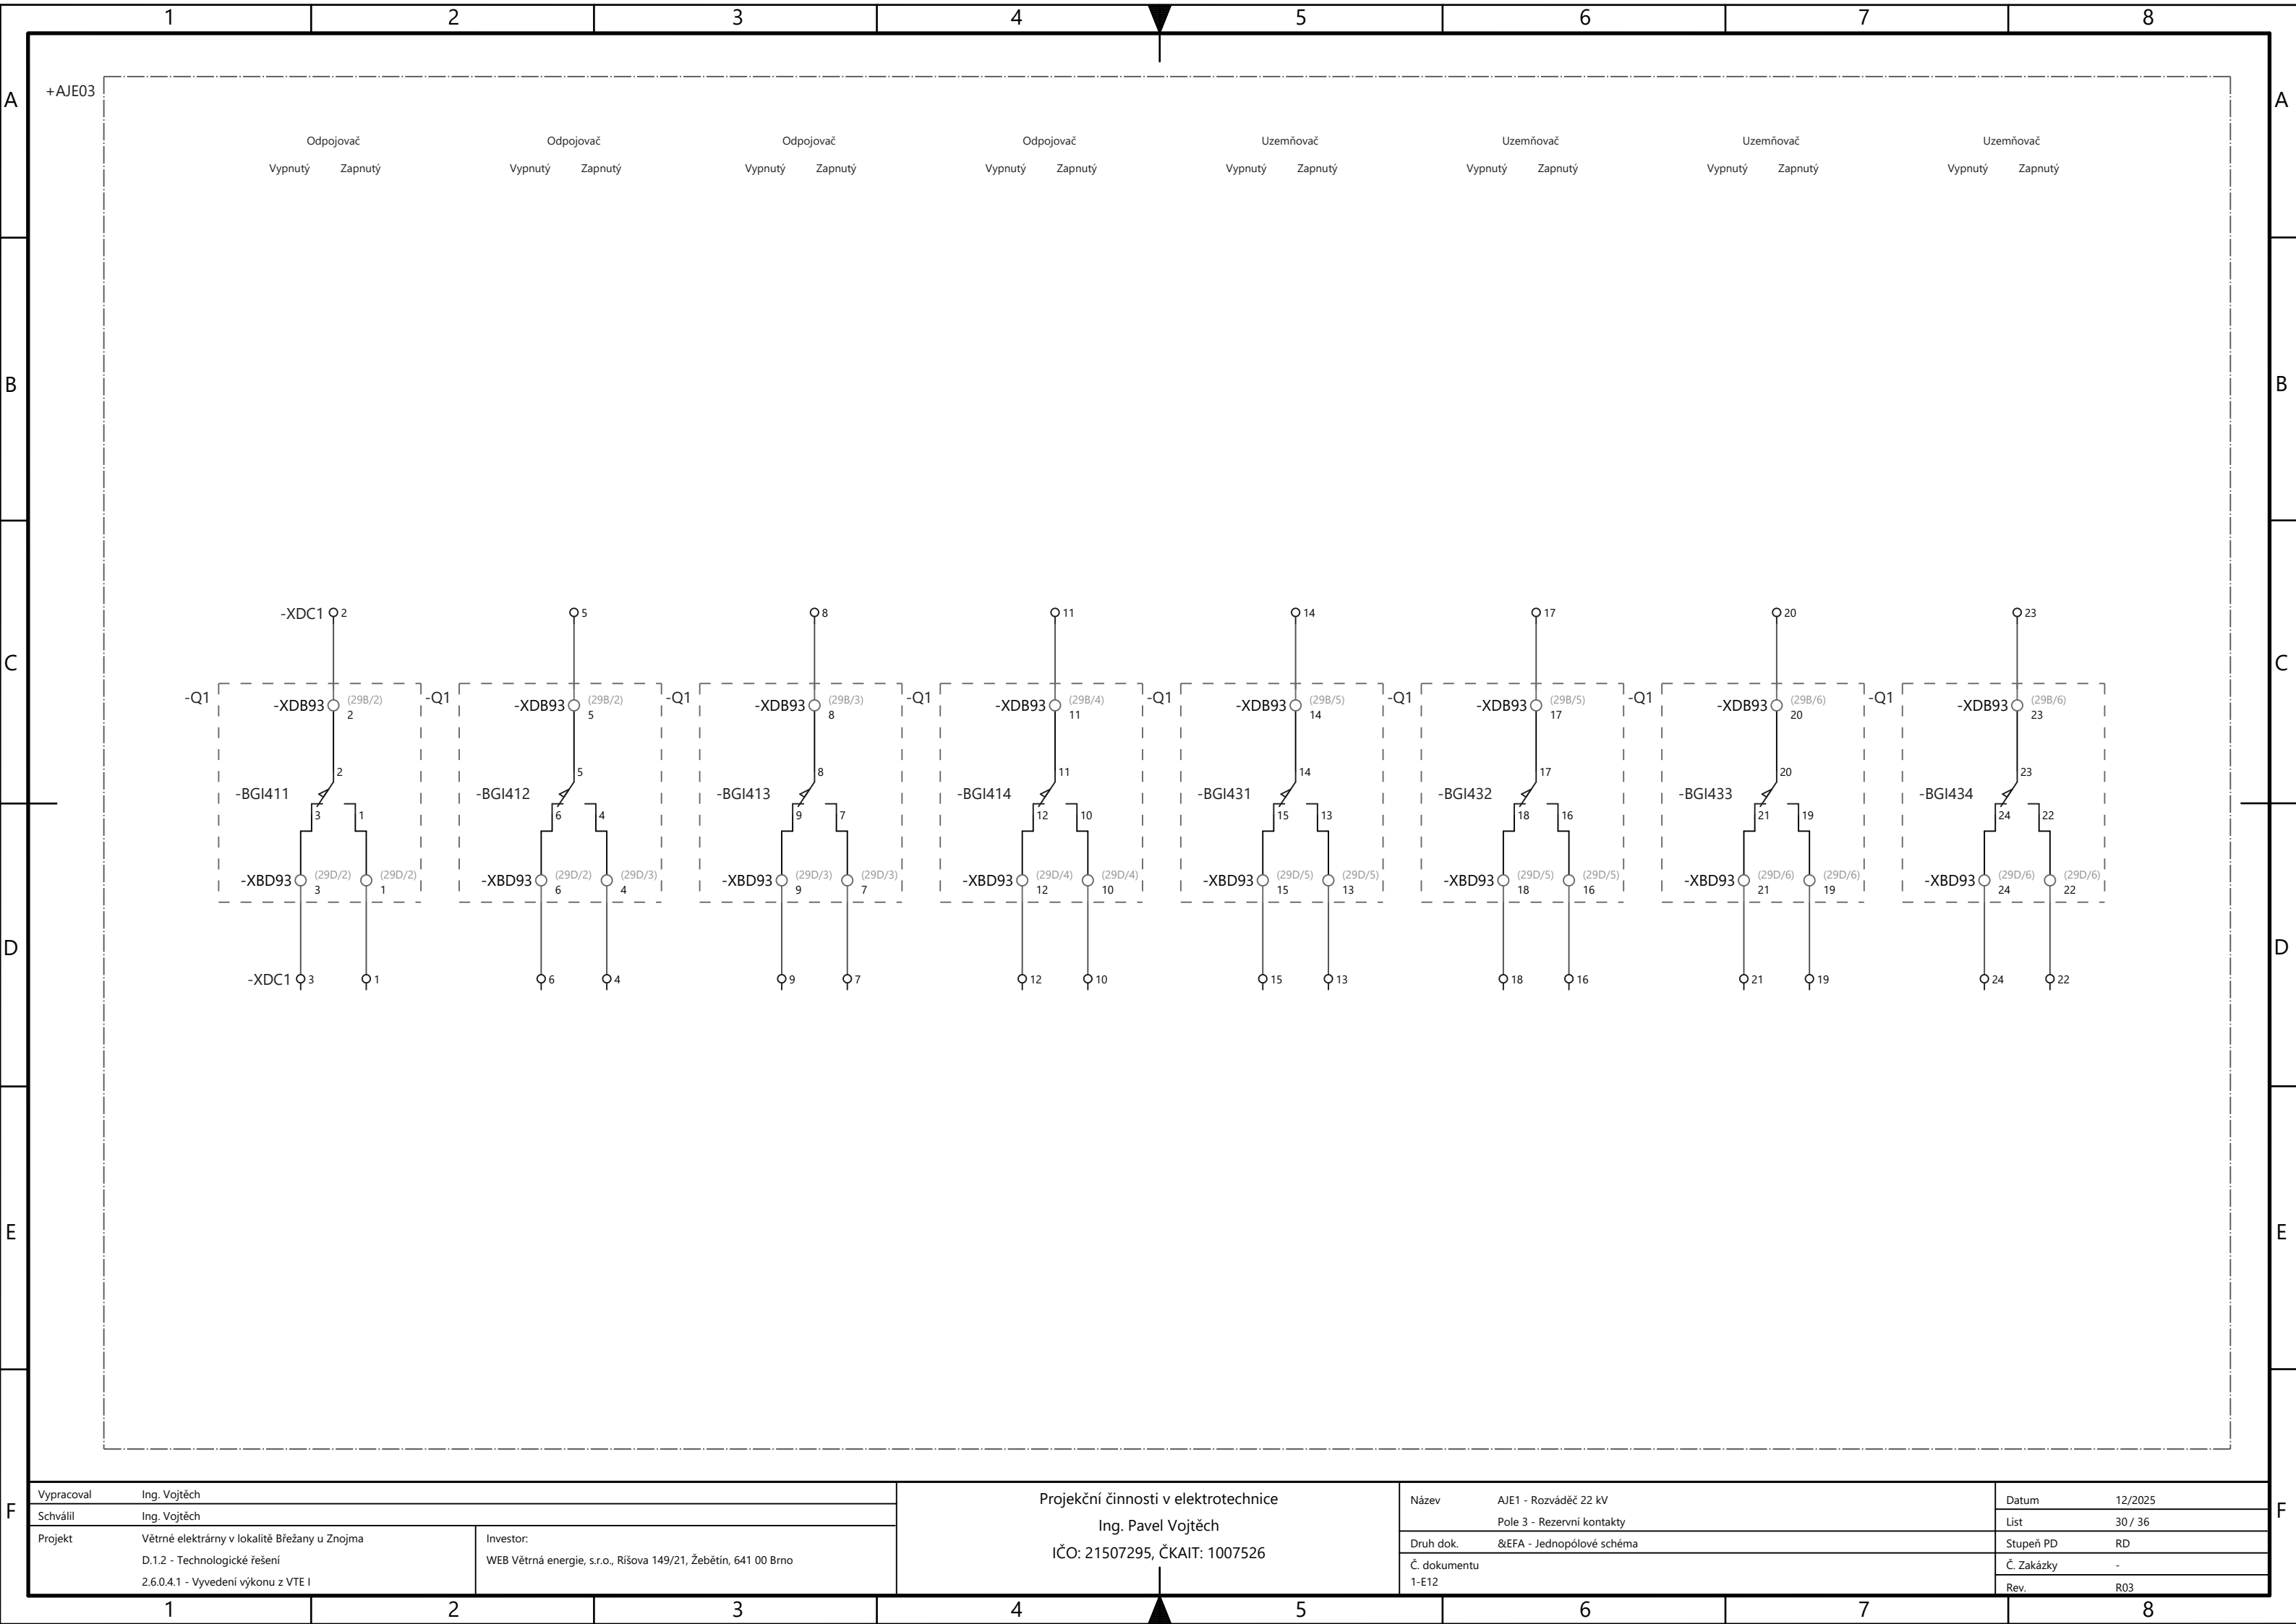 1 2 3 4 5 6 7 8
A A
+AJE03
Odpojovač Odpojovač Odpojovač Odpojovač Uzemňovač Uzemňovač Uzemňovač Uzemňovač
Vypnutý Zapnutý Vypnutý Zapnutý Vypnutý Zapnutý Vypnutý Zapnutý Vypnutý Zapnutý Vypnutý Zapnutý Vypnutý Zapnutý Vypnutý Zapnutý
B B
-XDC1 2 5 8 11 14 17 20 23
C C
-Q1 -Q1 -Q1 -Q1 -Q1 -Q1 -Q1 -Q1
-XDB93 (29B/2) -XDB93 (29B/2) -XDB93 (29B/3) -XDB93 (29B/4) -XDB93 (29B/5) -XDB93 (29B/5) -XDB93 (29B/6) -XDB93 (29B/6)
2 5 8 11 14 17 20 23
2 5 8 11 14 17 20 23
-BGI411 -BGI412 -BGI413 -BGI414 -BGI431 -BGI432 -BGI433 -BGI434
3 1 6 4 9 7 12 10 15 13 18 16 21 19 24 22
-XBD93 (29D/2) (29D/2) -XBD93 (29D/2) (29D/3) -XBD93 (29D/3) (29D/3) -XBD93 (29D/4) (29D/4) -XBD93 (29D/5) (29D/5) -XBD93 (29D/5) (29D/5) -XBD93 (29D/6) (29D/6) -XBD93 (29D/6) (29D/6)
3 1 6 4 9 7 12 10 15 13 18 16 21 19 24 22
D D
-XDC1 3 1 6 4 9 7 12 10 15 13 18 16 21 19 24 22
E E
F F
Vypracoval Ing. Vojtěch
Schválil Ing. Vojtěch
Projekt Větrné elektrárny v lokalitě Břežany u Znojma
D.1.2 - Technologické řešení
2.6.0.4.1 - Vyvedení výkonu z VTE I
Investor:
WEB Větrná energie, s.r.o., Ríšova 149/21, Žebětín, 641 00 Brno
Projekční činnosti v elektrotechnice
Ing. Pavel Vojtěch
IČO: 21507295, ČKAIT: 1007526
Název AJE1 - Rozváděč 22 kV
Pole 3 - Rezervní kontakty
Druh dok. &EFA - Jednopólové schéma
Č. dokumentu
1-E12
Datum 12/2025
List 30 / 36
Stupeň PD RD
Č. Zakázky -
Rev. R03
1 2 3 4 5 6 7 8